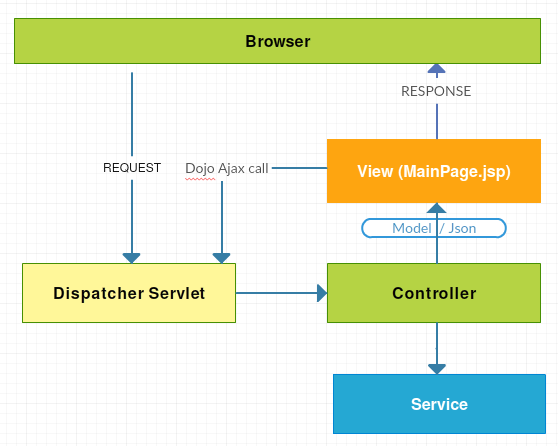 Browser
RESPONSE
REQUEST
Dojo Ajax call
View (MainPage.jsp)
Model / Json
Dispatcher Servlet
Controller
Service